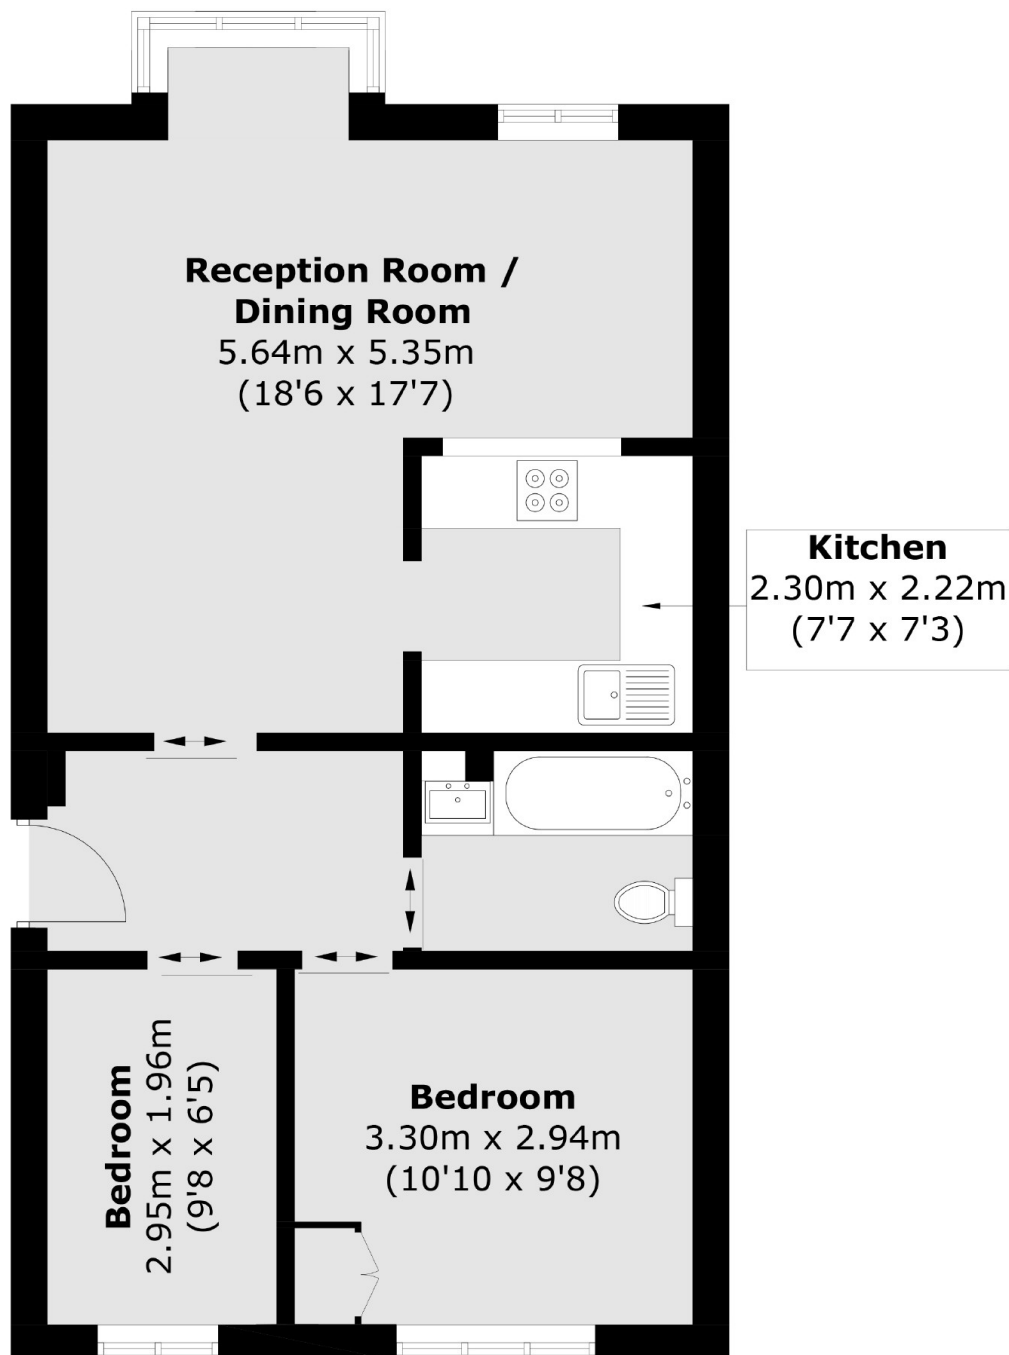 Reception Room /
Dining Room
5.64m x 5.35m
(18'6 x 17'7)
Kitchen
2.30m x 2.22m
(7'7 x 7'3)
Bedroom
2.95m x 1.96m
(9'8 x 6'5)
Bedroom
3.30m x 2.94m
(10'10 x 9'8)